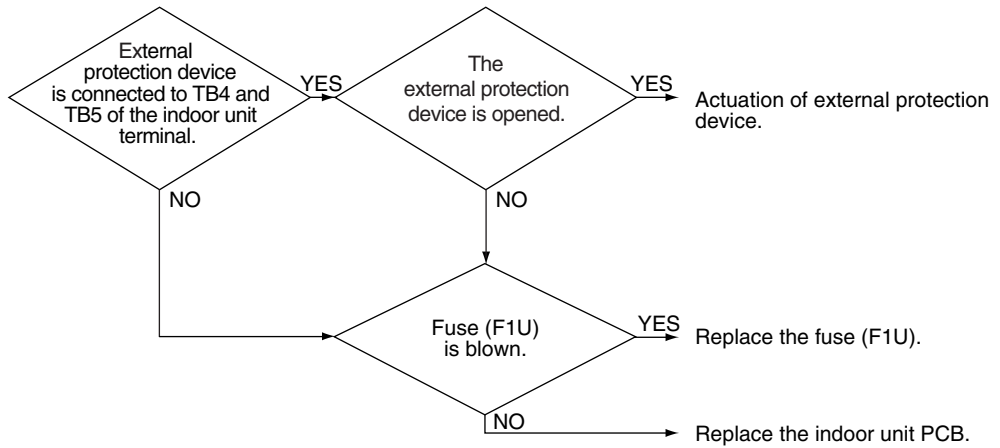 External
protection device
is connected to TB4 and
TB5 of the indoor unit
terminal.
YES
The
external protection
device is opened.
YES
Actuation of external protection
device.
NO
NO
Fuse (F1U)
is blown.
YES
Replace the fuse (F1U).
NO
Replace the indoor unit PCB.